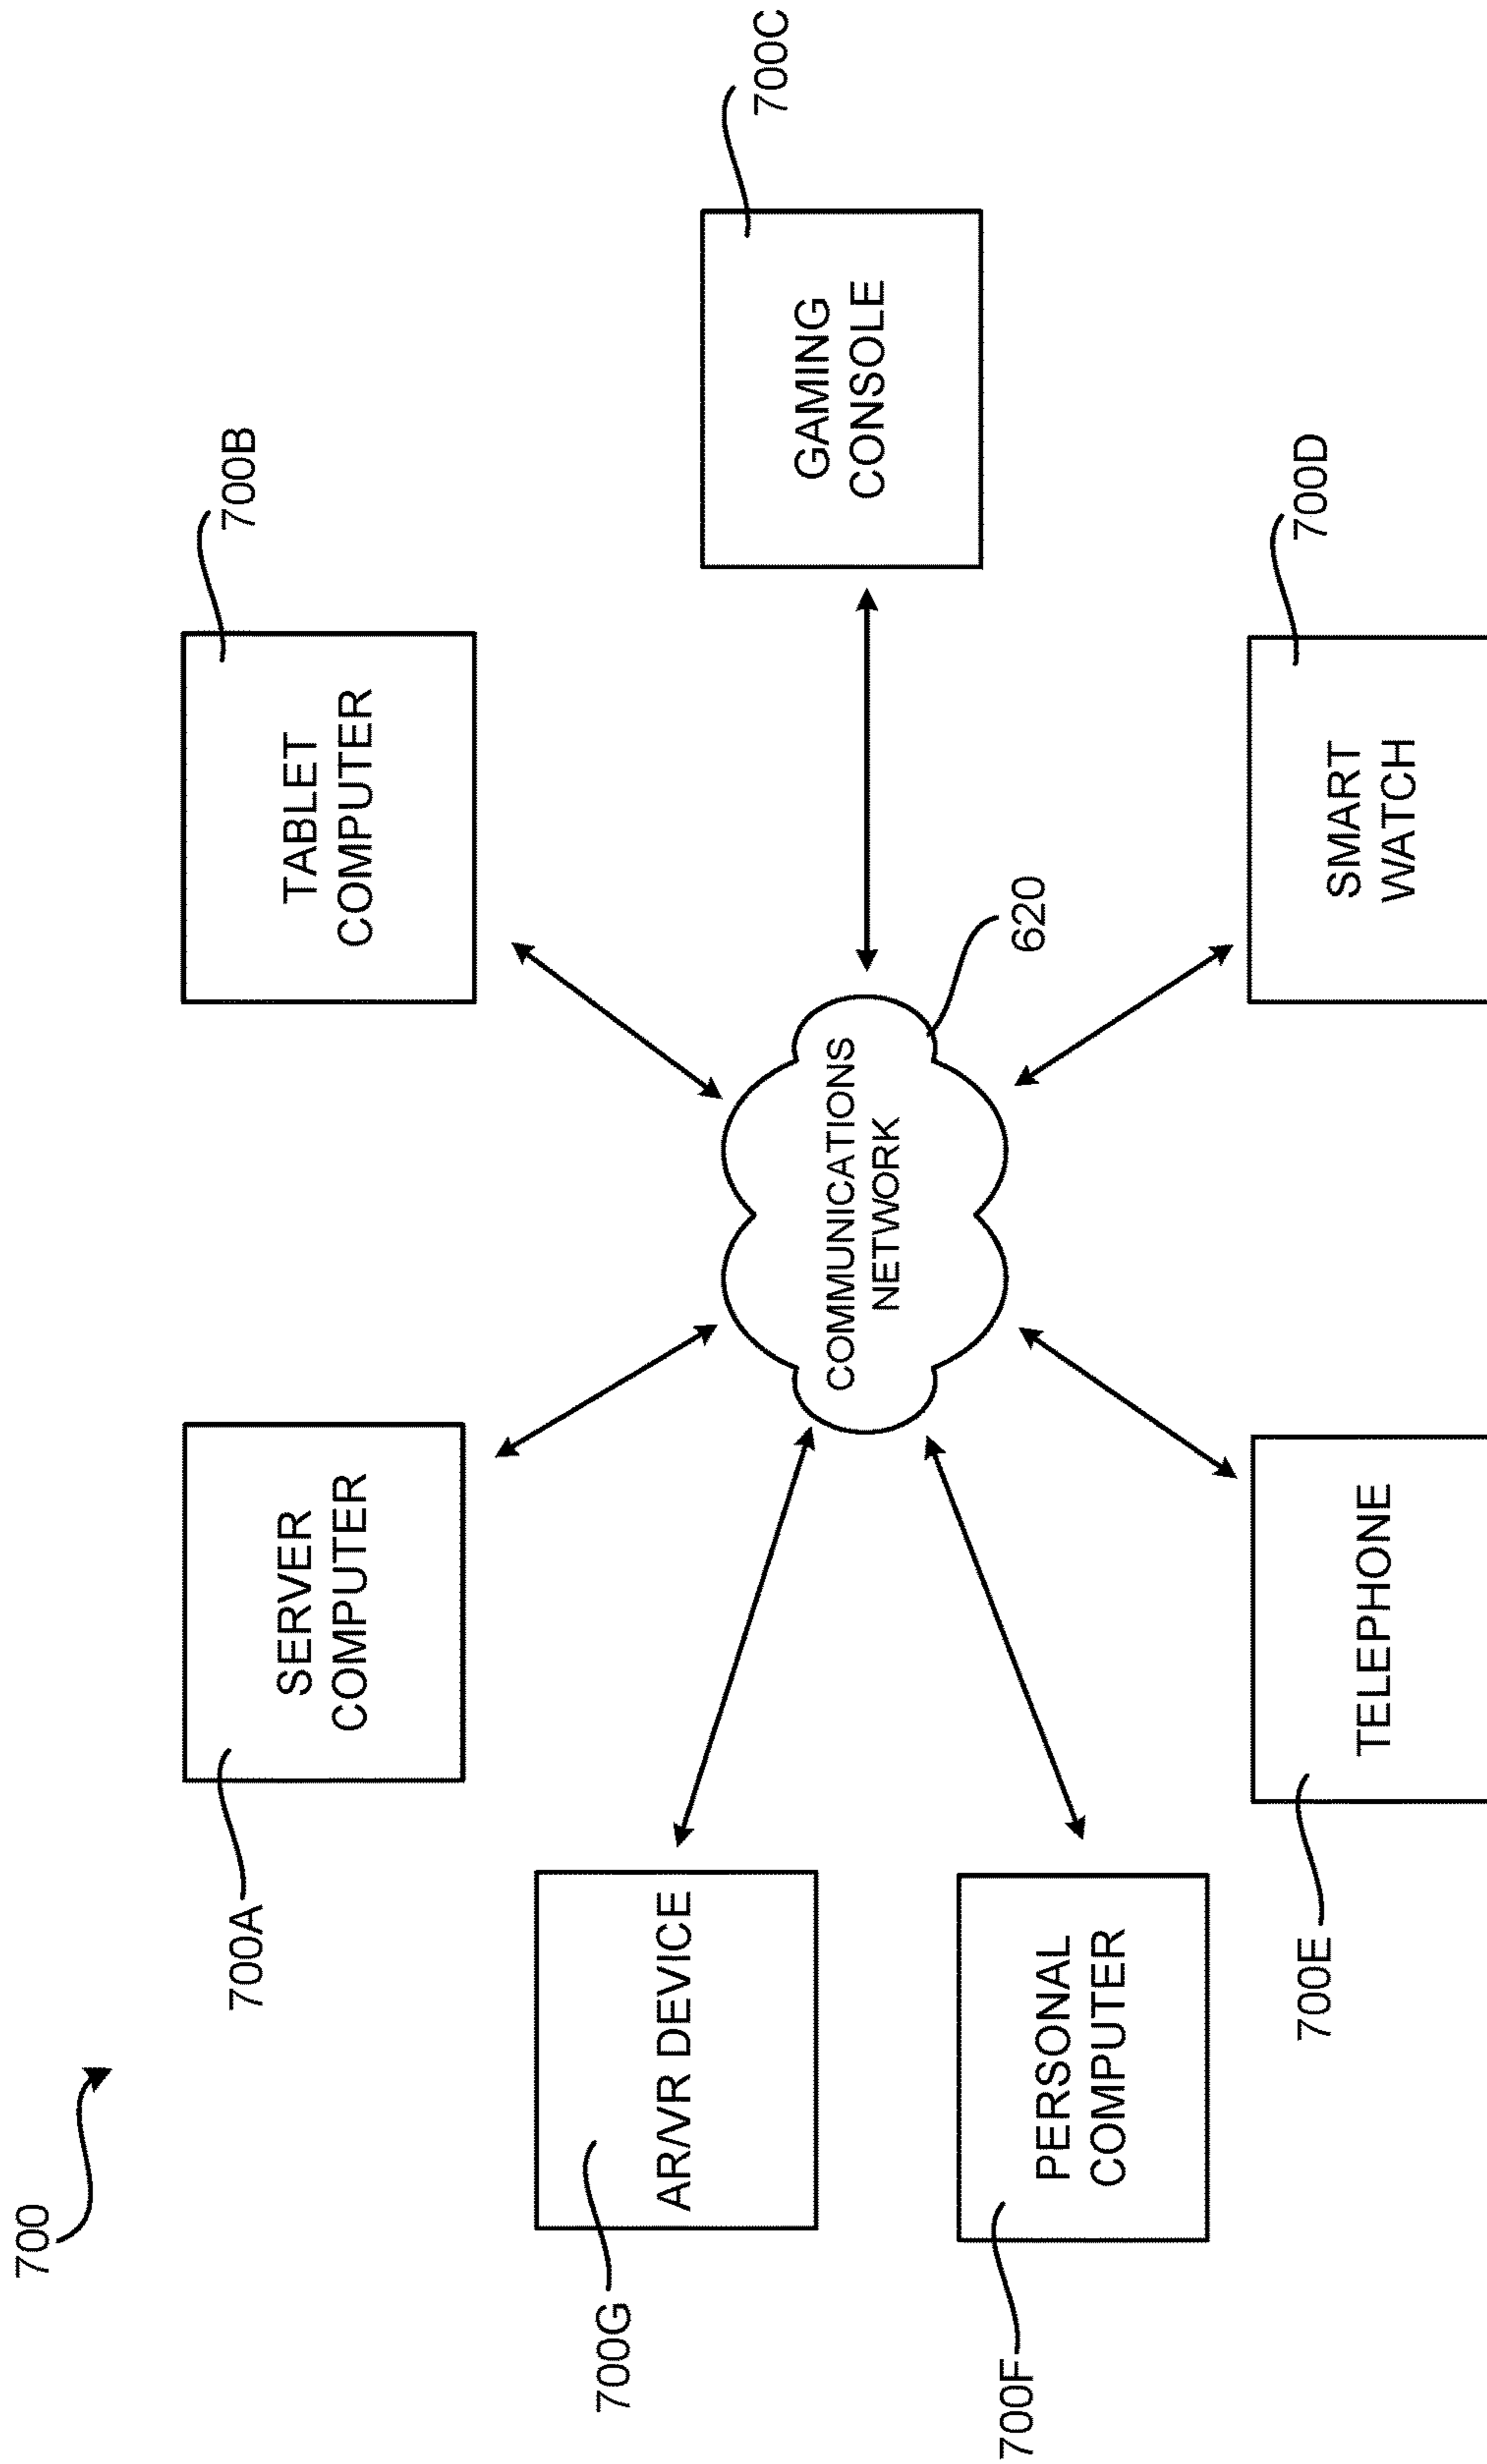 700
700A
SERVER
COMPUTER
700B
TABLET
COMPUTER
700G
AR/VR DEVICE
COMMUNICATIONS
NETWORK
620
700C
GAMING
CONSOLE
700F
PERSONAL
COMPUTER
700E
TELEPHONE
700D
SMART
WATCH